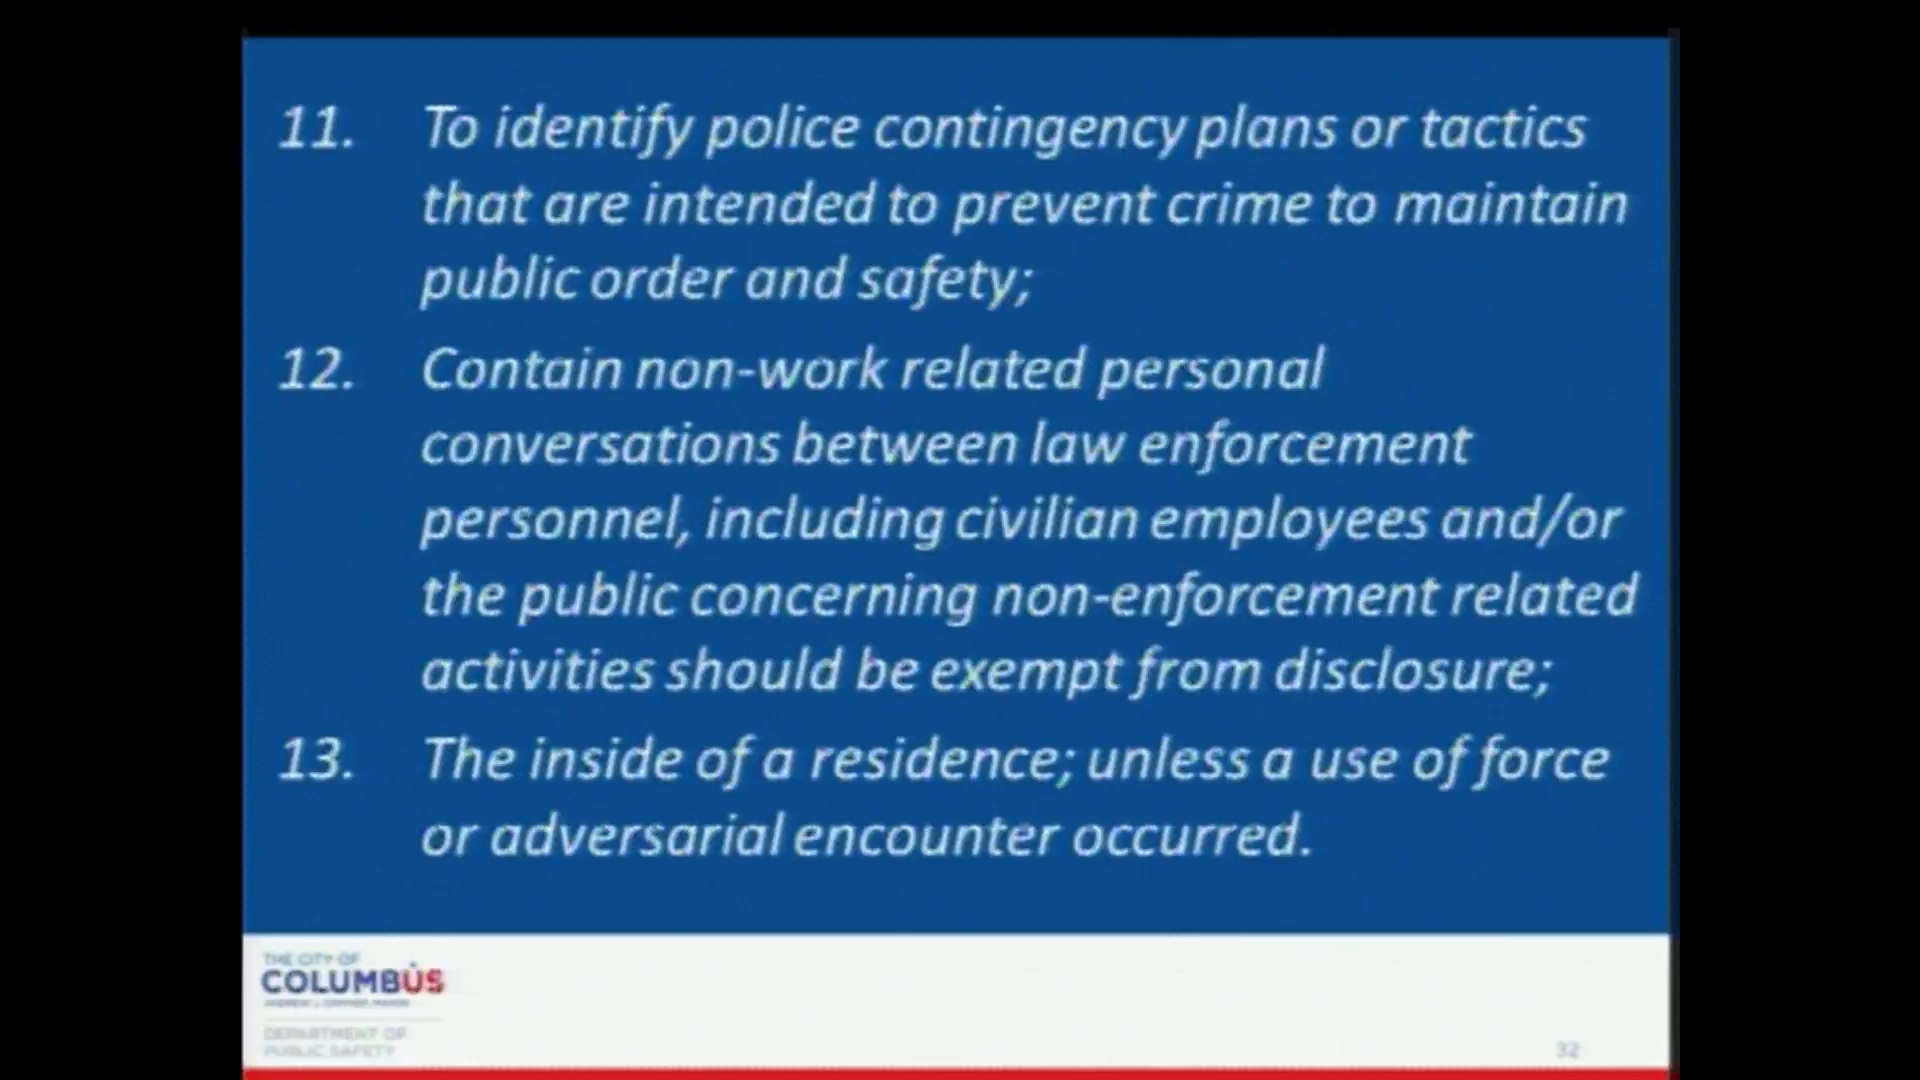 11. To identify police contingency plans or tactics
that are intended to prevent crime to maintain
public order and safety;
12. Contain non-work related personal
conversations between law enforcement
personnel, including civilian employees and/or
the public concerning non-enforcement related
activities should be exempt from disclosure;
13. The inside of a residence; unless a use of force
or adversarial encounter occurred.
THE CITY OF
COLUMBUS
DEPARTMENT OF
PUBLIC SAFETY
32